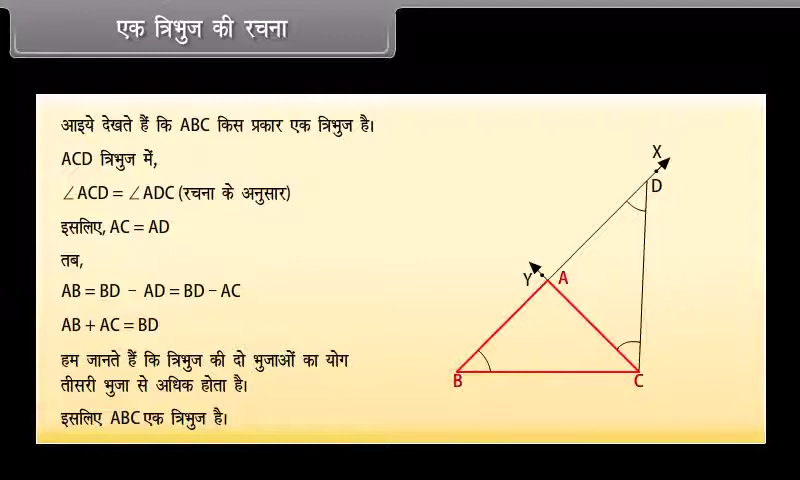 एक त्रिभुज की रचना
आइये देखते हैं कि ABC किस प्रकार एक त्रिभुज है।
ACD त्रिभुज में,
∠ACD = ∠ADC (रचना के अनुसार)
इसलिए, AC = AD
तब,
AB = BD − AD = BD − AC
AB + AC = BD
हम जानते हैं कि त्रिभुज की दो भुजाओं का योग
तीसरी भुजा से अधिक होता है।
इसलिए ABC एक त्रिभुज है।
X
D
Y
A
B
C